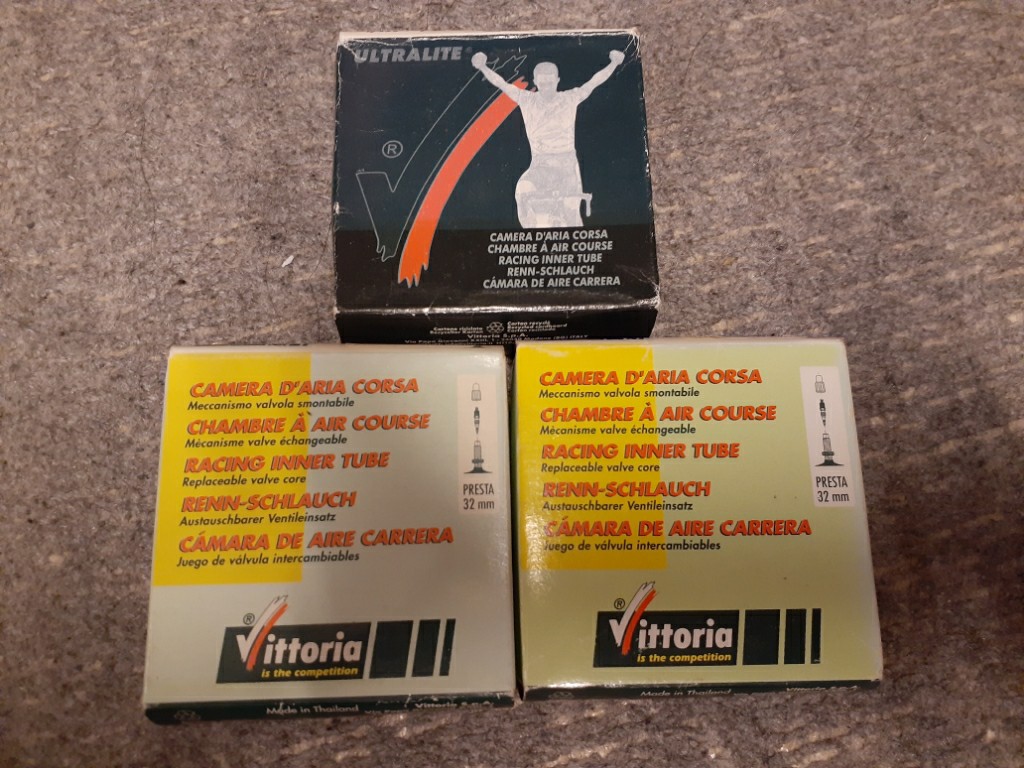 ULTRALITE®
®
CAMERA D'ARIA CORSA
CHAMBRE À AIR COURSE
RACING INNER TUBE
RENN-SCHLAUCH
CÁMARA DE AIRE CARRERA
Vittoria S.p.A.
CAMERA D'ARIA CORSA
Meccanismo valvola smontabile
CHAMBRE À AIR COURSE
Mécanisme valve échangeable
RACING INNER TUBE
Replaceable valve core
RENN-SCHLAUCH
Austauschbarer Ventileinsatz
CÁMARA DE AIRE CARRERA
Juego de válvula intercambiables
PRESTA
32 mm
®
Vittoria
is the competition
Made in Thailand
Vittoria S.p.A.
CAMERA D'ARIA CORSA
Meccanismo valvola smontabile
CHAMBRE À AIR COURSE
Mécanisme valve échangeable
RACING INNER TUBE
Replaceable valve core
RENN-SCHLAUCH
Austauschbarer Ventileinsatz
CÁMARA DE AIRE CARRERA
Juego de válvula intercambiables
PRESTA
32 mm
®
Vittoria
is the competition
Made in Thailand
Vittoria S.p.A.